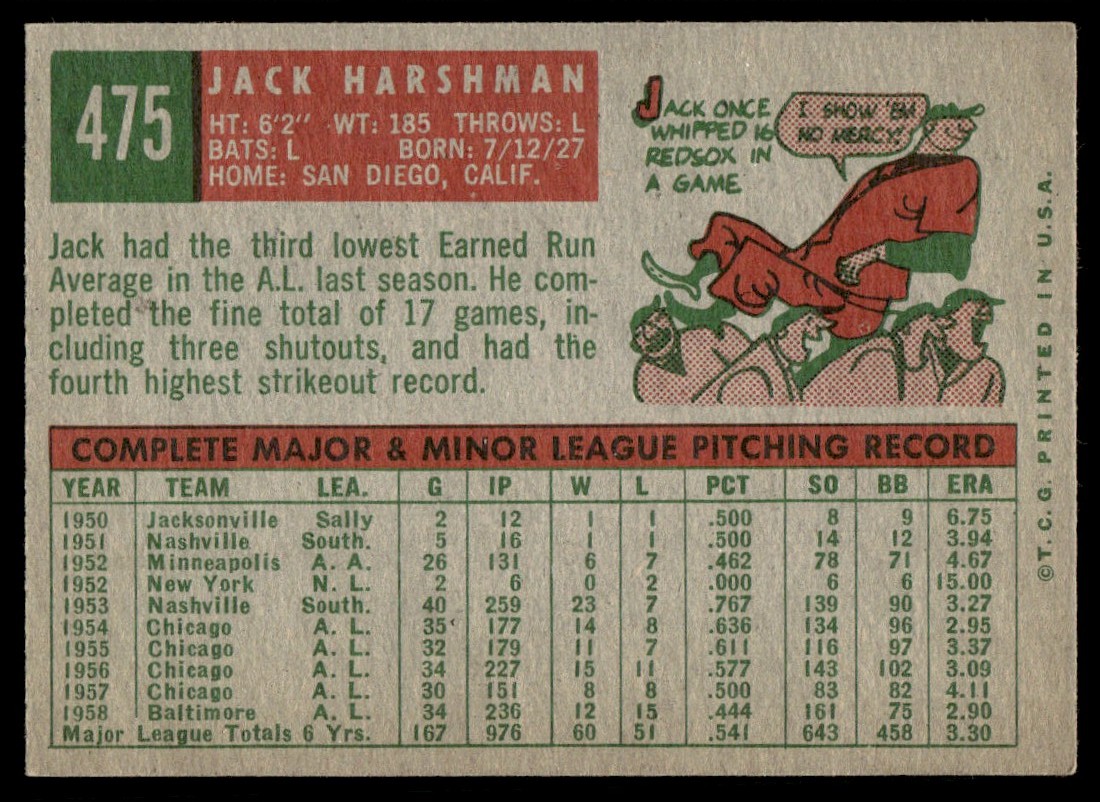 475
JACK HARSHMAN
HT: 6'2" WT: 185 THROWS: L
BATS: L BORN: 7/12/27
HOME: SAN DIEGO, CALIF.
JACK ONCE
WHIPPED 16
REDSOX IN
A GAME
I SHOW 'EM
NO MERCY!
Jack had the third lowest Earned Run
Average in the A.L. last season. He com-
pleted the fine total of 17 games, in-
cluding three shutouts, and had the
fourth highest strikeout record.
COMPLETE MAJOR & MINOR LEAGUE PITCHING RECORD
YEAR TEAM LEA. G IP W L PCT SO BB ERA
1950 Jacksonville Sally 2 12 1 1 .500 8 9 6.75
1951 Nashville South. 5 16 1 1 .500 14 12 3.94
1952 Minneapolis A. A. 26 131 6 7 .462 78 71 4.67
1952 New York N. L. 2 6 0 2 .000 6 6 15.00
1953 Nashville South. 40 259 23 7 .767 139 90 3.27
1954 Chicago A. L. 35 177 14 8 .636 134 96 2.95
1955 Chicago A. L. 32 179 11 7 .611 116 97 3.37
1956 Chicago A. L. 34 227 15 11 .577 143 102 3.09
1957 Chicago A. L. 30 151 8 8 .500 83 82 4.11
1958 Baltimore A. L. 34 236 12 15 .444 161 75 2.90
Major League Totals 6 Yrs. 167 976 60 51 .541 643 458 3.30
©T. C. G. PRINTED IN U.S.A.